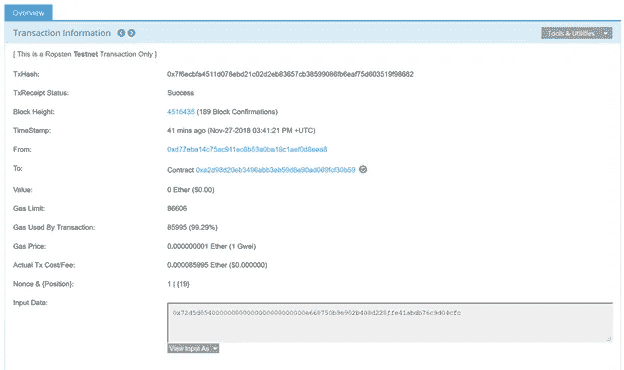 Overview
Transaction Information
Tools & Utilities
[ This is a Ropsten Testnet Transaction Only ]
TxHash:
TxReceipt Status: Success
Block Height: 4516435 (189 Block Confirmations)
TimeStamp: 41 mins ago (Nov-27-2018 03:41:21 PM +UTC)
From:
To: Contract
Value: 0 Ether ($0.00)
Gas Limit: 86606
Gas Used By Transaction: 85995 (99.29%)
Gas Price: 0.000000001 Ether (1 Gwei)
Actual Tx Cost/Fee: 0.000085995 Ether ($0.000000)
Nonce & {Position}: 1 | {19}
Input Data:
View Input As